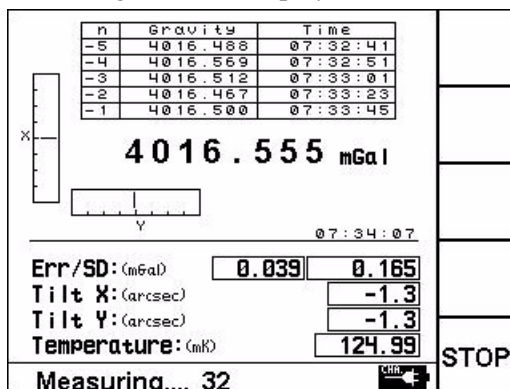 n Gravity Time
-5 4016.488 07:32:41
-4 4016.569 07:32:51
-3 4016.512 07:33:01
-2 4016.467 07:33:23
-1 4016.500 07:33:45
X
4016.555 mGal
Y
07:34:07
Err/SD:(mGal) 0.039 0.165
Tilt X:(arcsec) -1.3
Tilt Y:(arcsec) -1.3
Temperature:(mK) 124.99
STOP
Measuring.... 32
CHR.